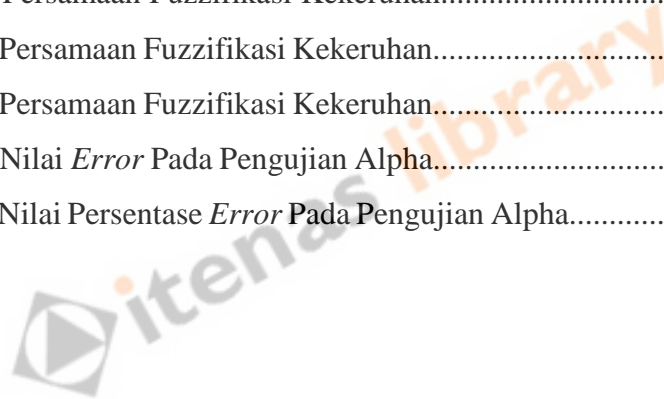 Persamaan Fuzzifikasi Kekeruhan...........................
Persamaan Fuzzifikasi Kekeruhan............................
Persamaan Fuzzifikasi Kekeruhan............................
Nilai Error Pada Pengujian Alpha............................
Nilai Persentase Error Pada Pengujian Alpha............
itenas library